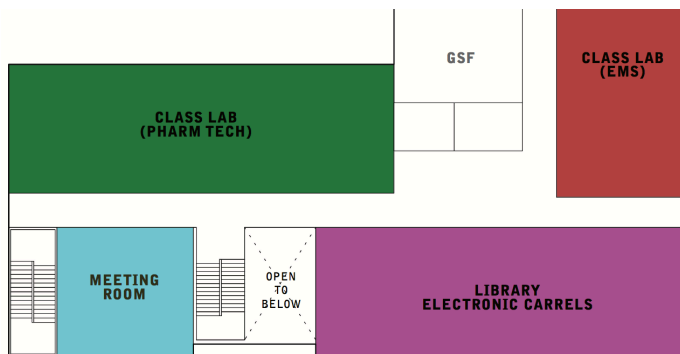 GSF
CLASS LAB
(EMS)
CLASS LAB
(PHARM TECH)
MEETING
ROOM
OPEN
TO
BELOW
LIBRARY
ELECTRONIC CARRELS